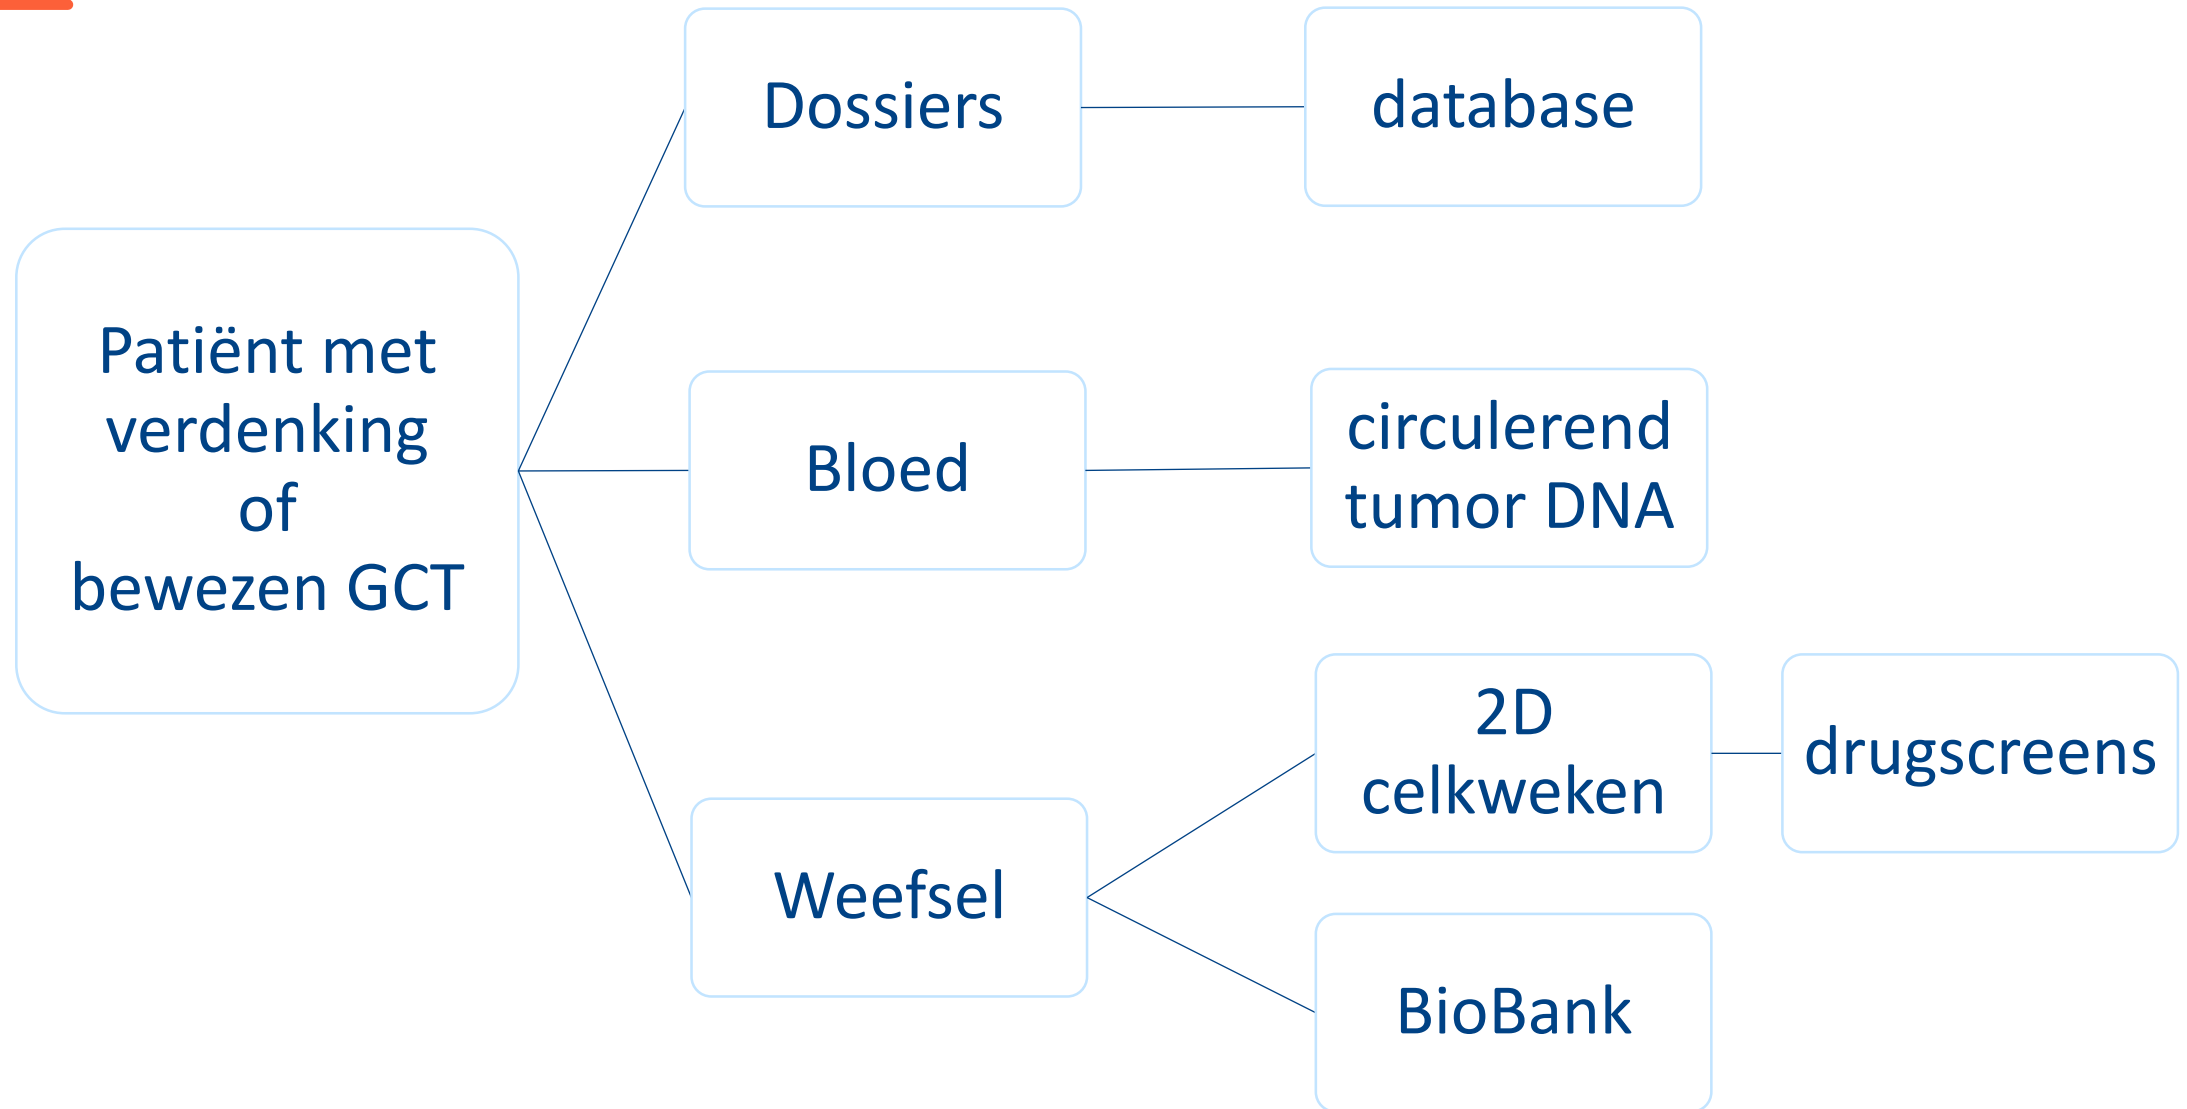 Patiënt met
verdenking
of
bewezen GCT
Dossiers
database
Bloed
circulerend
tumor DNA
Weefsel
2D
celkweken
drugscreens
BioBank